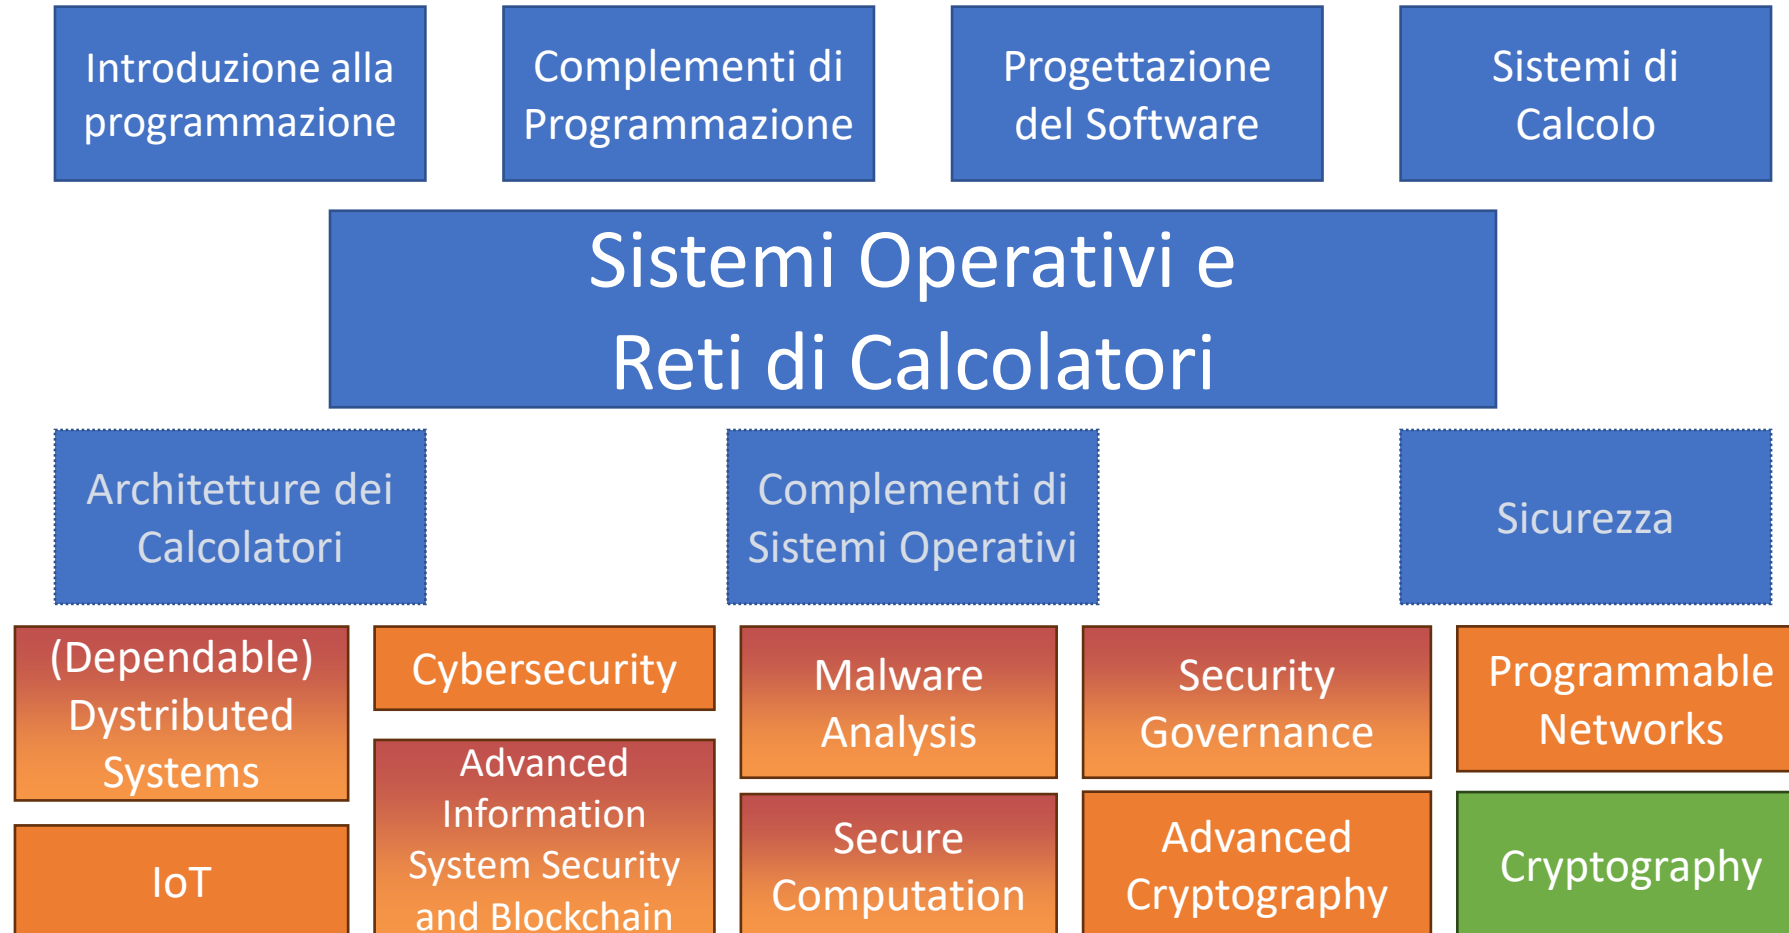 Introduzione alla
programmazione
Complementi di
Programmazione
Progettazione
del Software
Sistemi di
Calcolo
Sistemi Operativi e
Reti di Calcolatori
Architetture dei
Calcolatori
Complementi di
Sistemi Operativi
Sicurezza
(Dependable)
Dystributed
Systems
Cybersecurity
Malware
Analysis
Security
Governance
Programmable
Networks
IoT
Advanced
Information
System Security
and Blockchain
Secure
Computation
Advanced
Cryptography
Cryptography